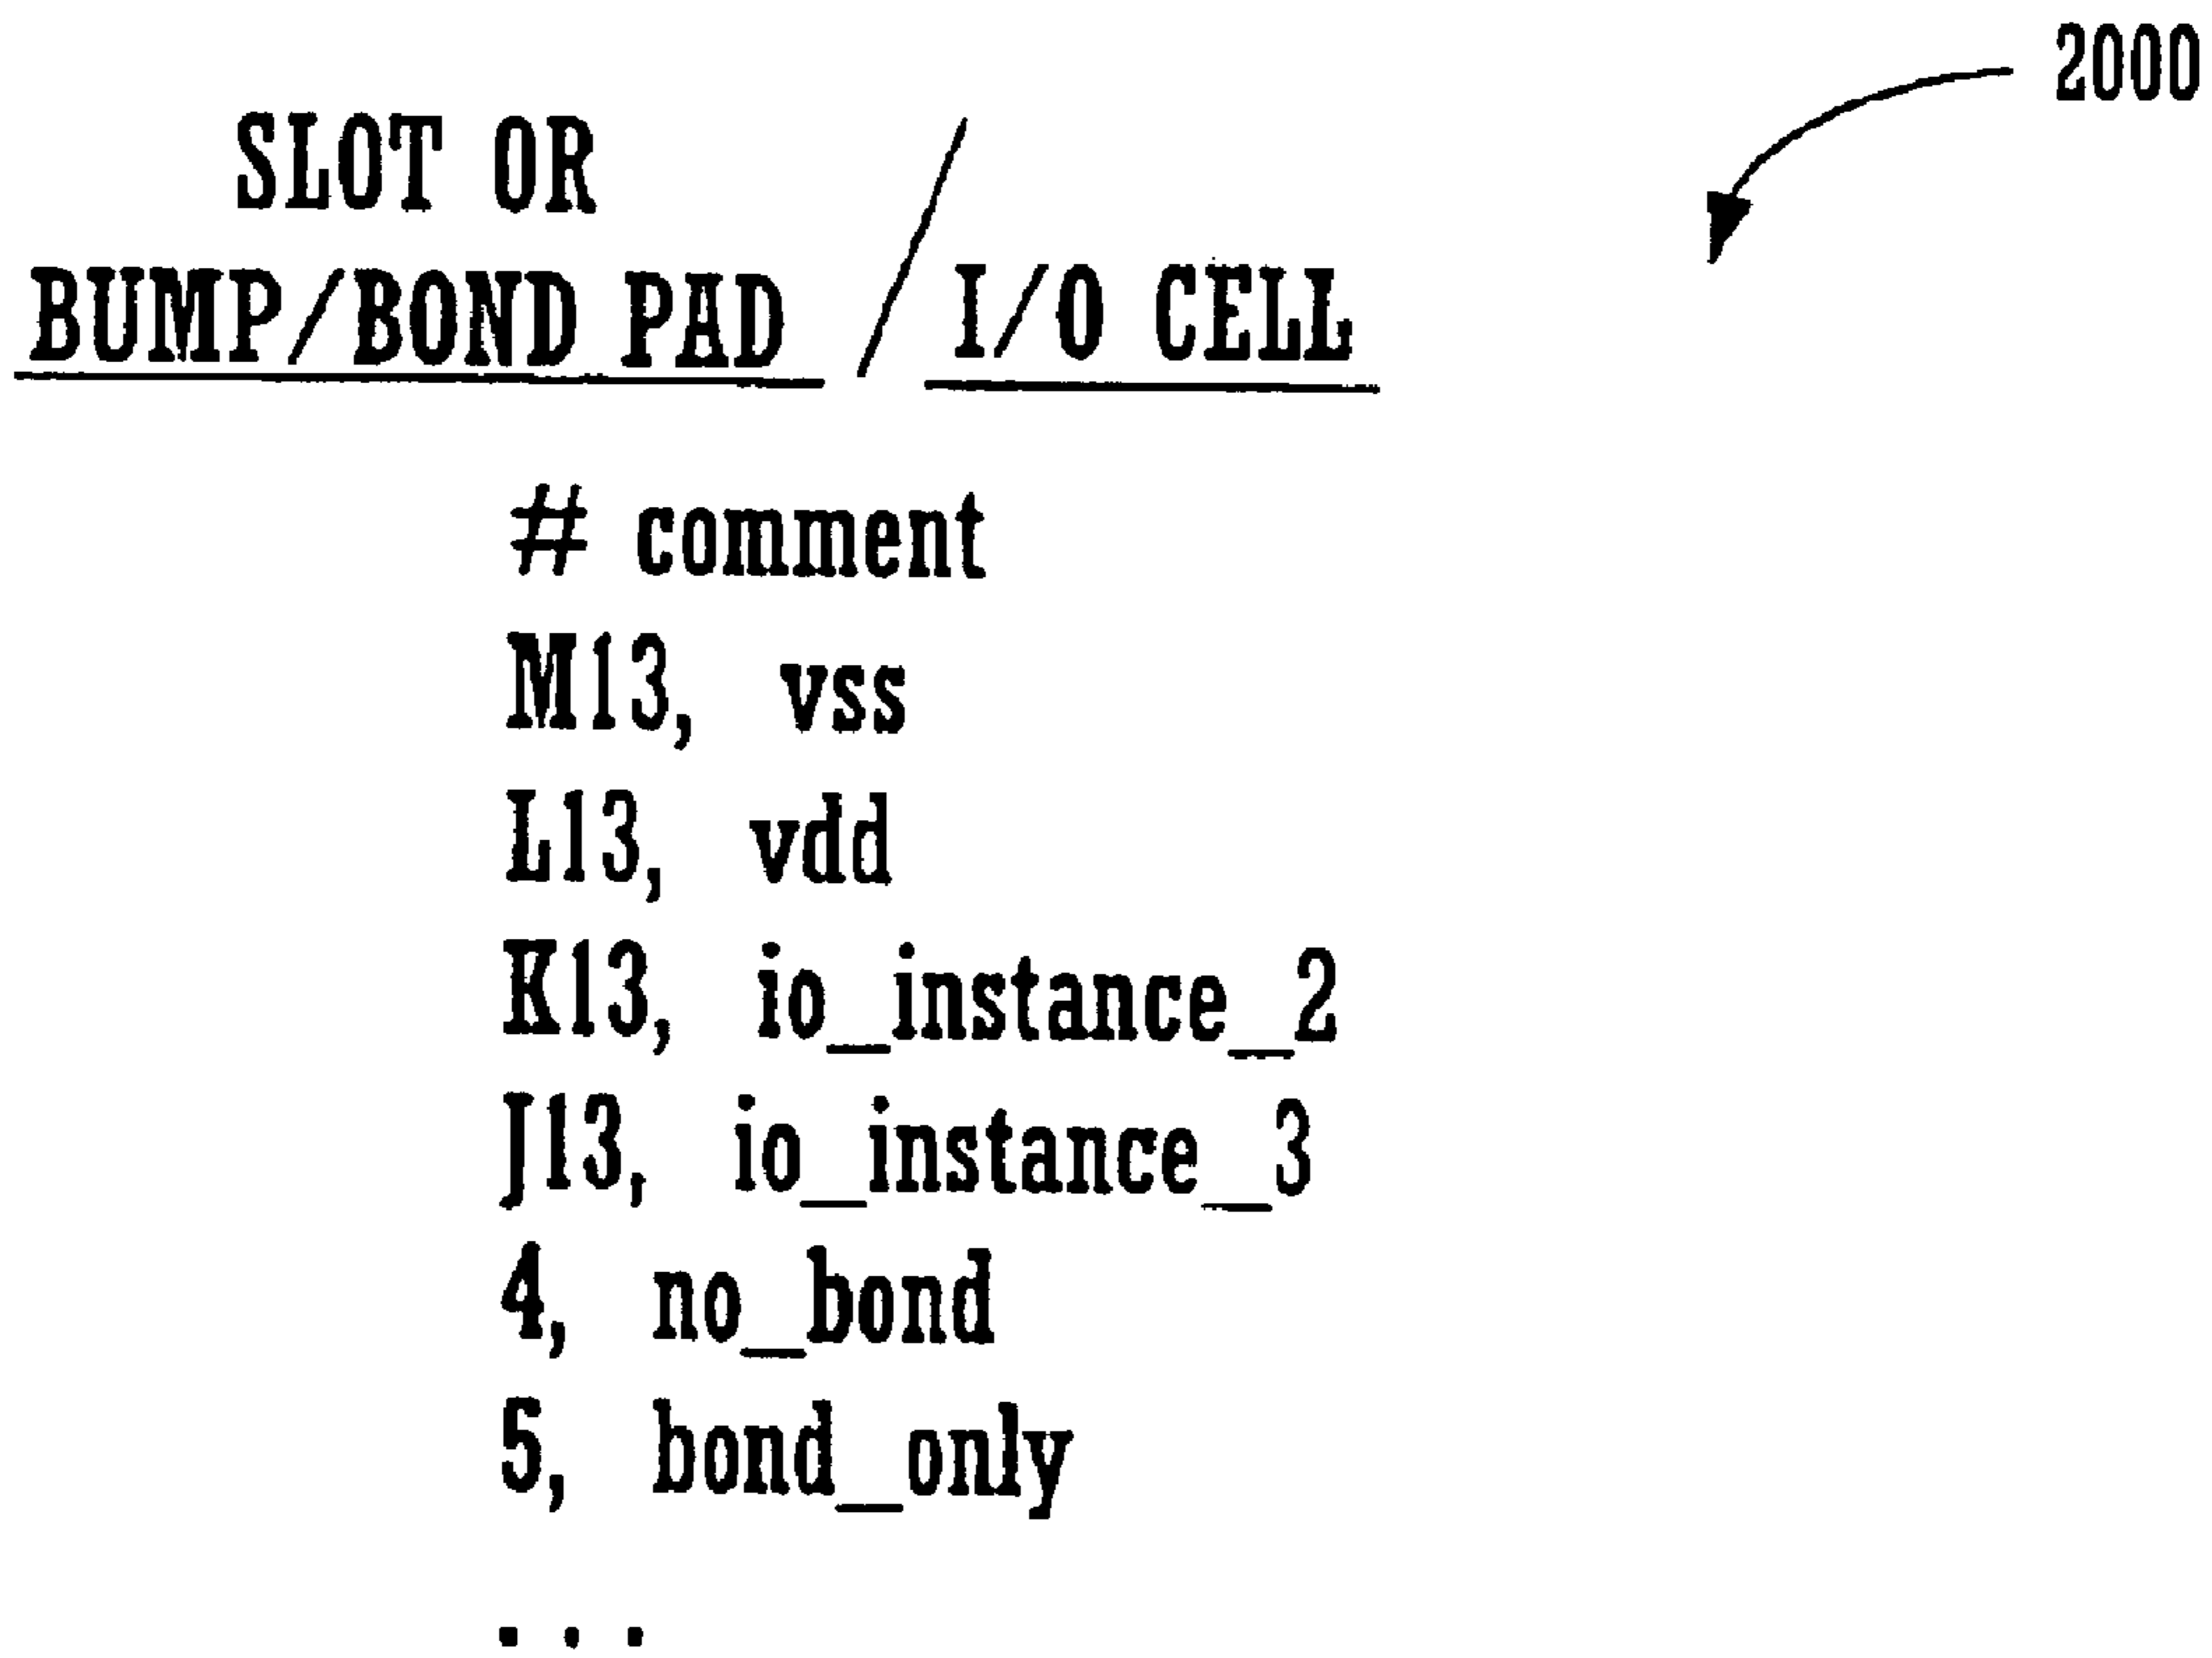 2000
SLOT OR
BUMP/BOND PAD / I/O CELL
# comment
M13, vss
L13, vdd
K13, io_instance_2
J13, io_instance_3
4, no_bond
5, bond_only
...